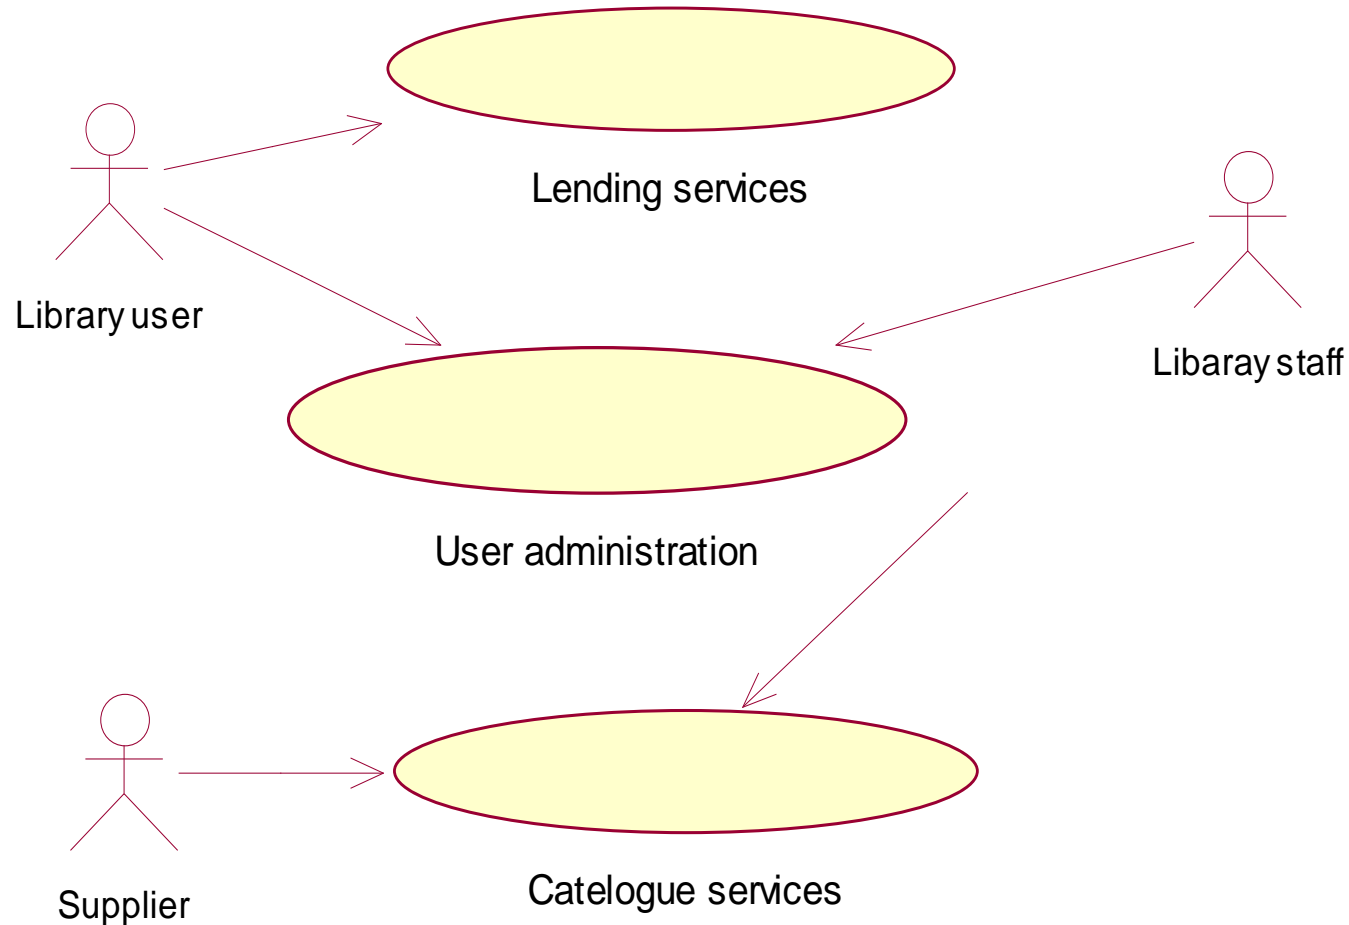 Lending services
Library user
Libaray staff
User administration
Catelogue services
Supplier